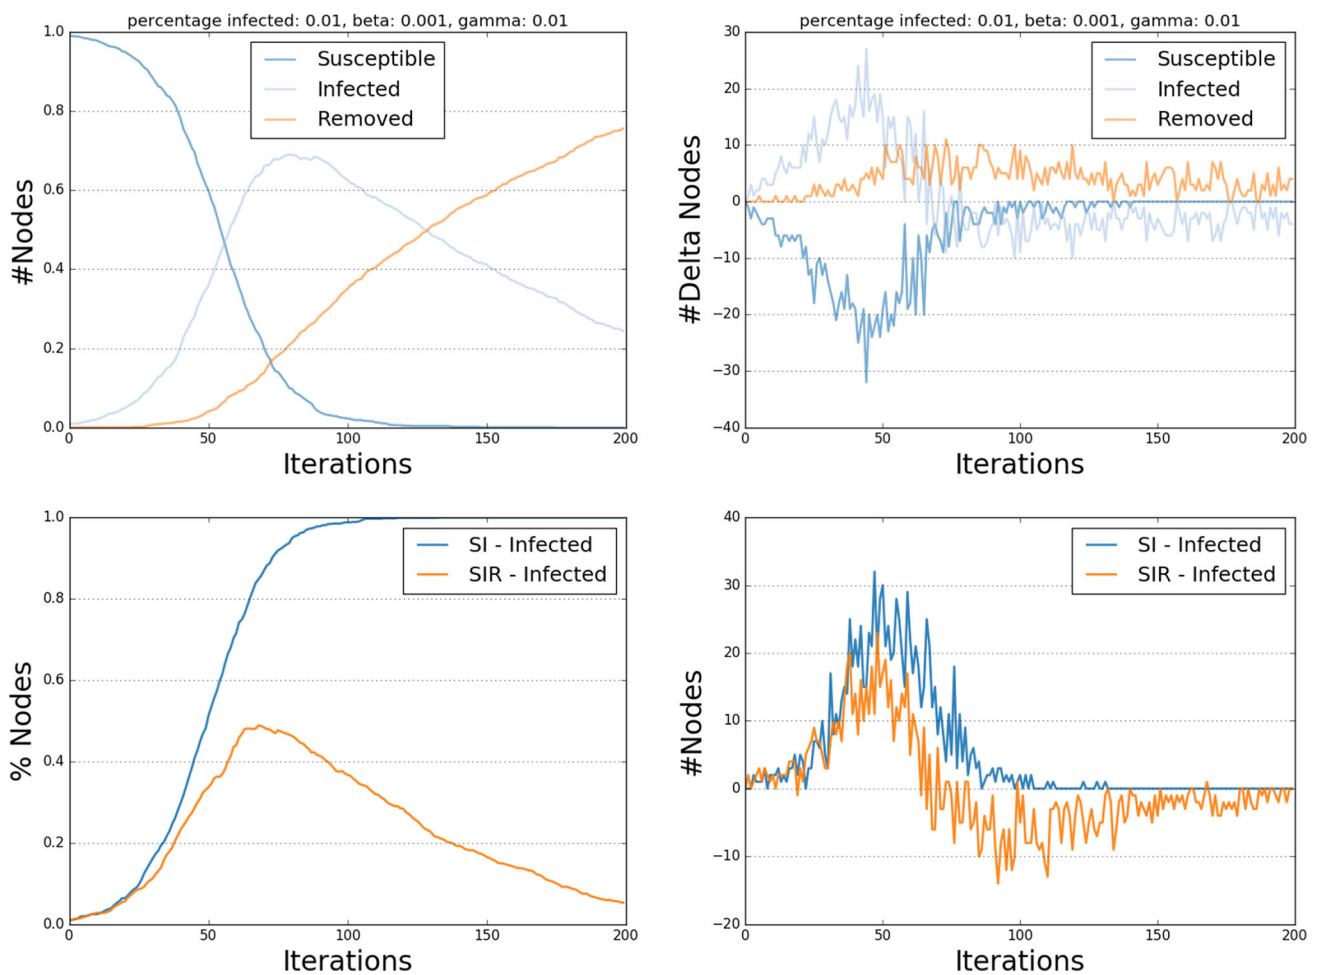 percentage infected: 0.01, beta: 0.001, gamma: 0.01
1.0
0.8
0.6
0.4
0.2
0.0
#Nodes
Susceptible
Infected
Removed
0 50 100 150 200
Iterations
percentage infected: 0.01, beta: 0.001, gamma: 0.01
30
20
10
0
−10
−20
−30
−40
#Delta Nodes
Susceptible
Infected
Removed
0 50 100 150 200
Iterations
1.0
0.8
0.6
0.4
0.2
0.0
% Nodes
SI - Infected
SIR - Infected
0 50 100 150 200
Iterations
40
30
20
10
0
−10
−20
#Nodes
SI - Infected
SIR - Infected
0 50 100 150 200
Iterations